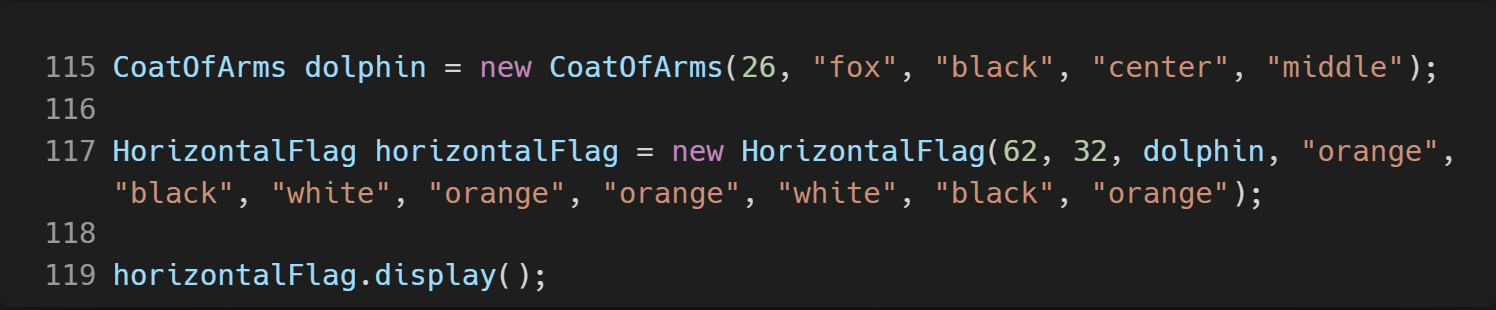 115 CoatOfArms dolphin = new CoatOfArms(26, "fox", "black", "center", "middle");
116
117 HorizontalFlag horizontalFlag = new HorizontalFlag(62, 32, dolphin, "orange",
"black", "white", "orange", "orange", "white", "black", "orange");
118
119 horizontalFlag.display();